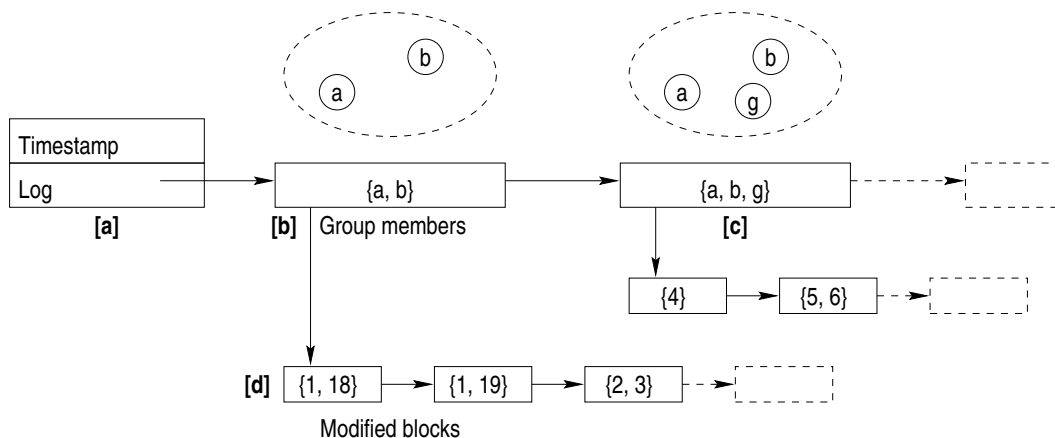 b
a
b
a
g
Timestamp
Log
{a, b}
{a, b, g}
[a]
[b]
Group members
[c]
{4}
{5, 6}
[d]
{1, 18}
{1, 19}
{2, 3}
Modified blocks